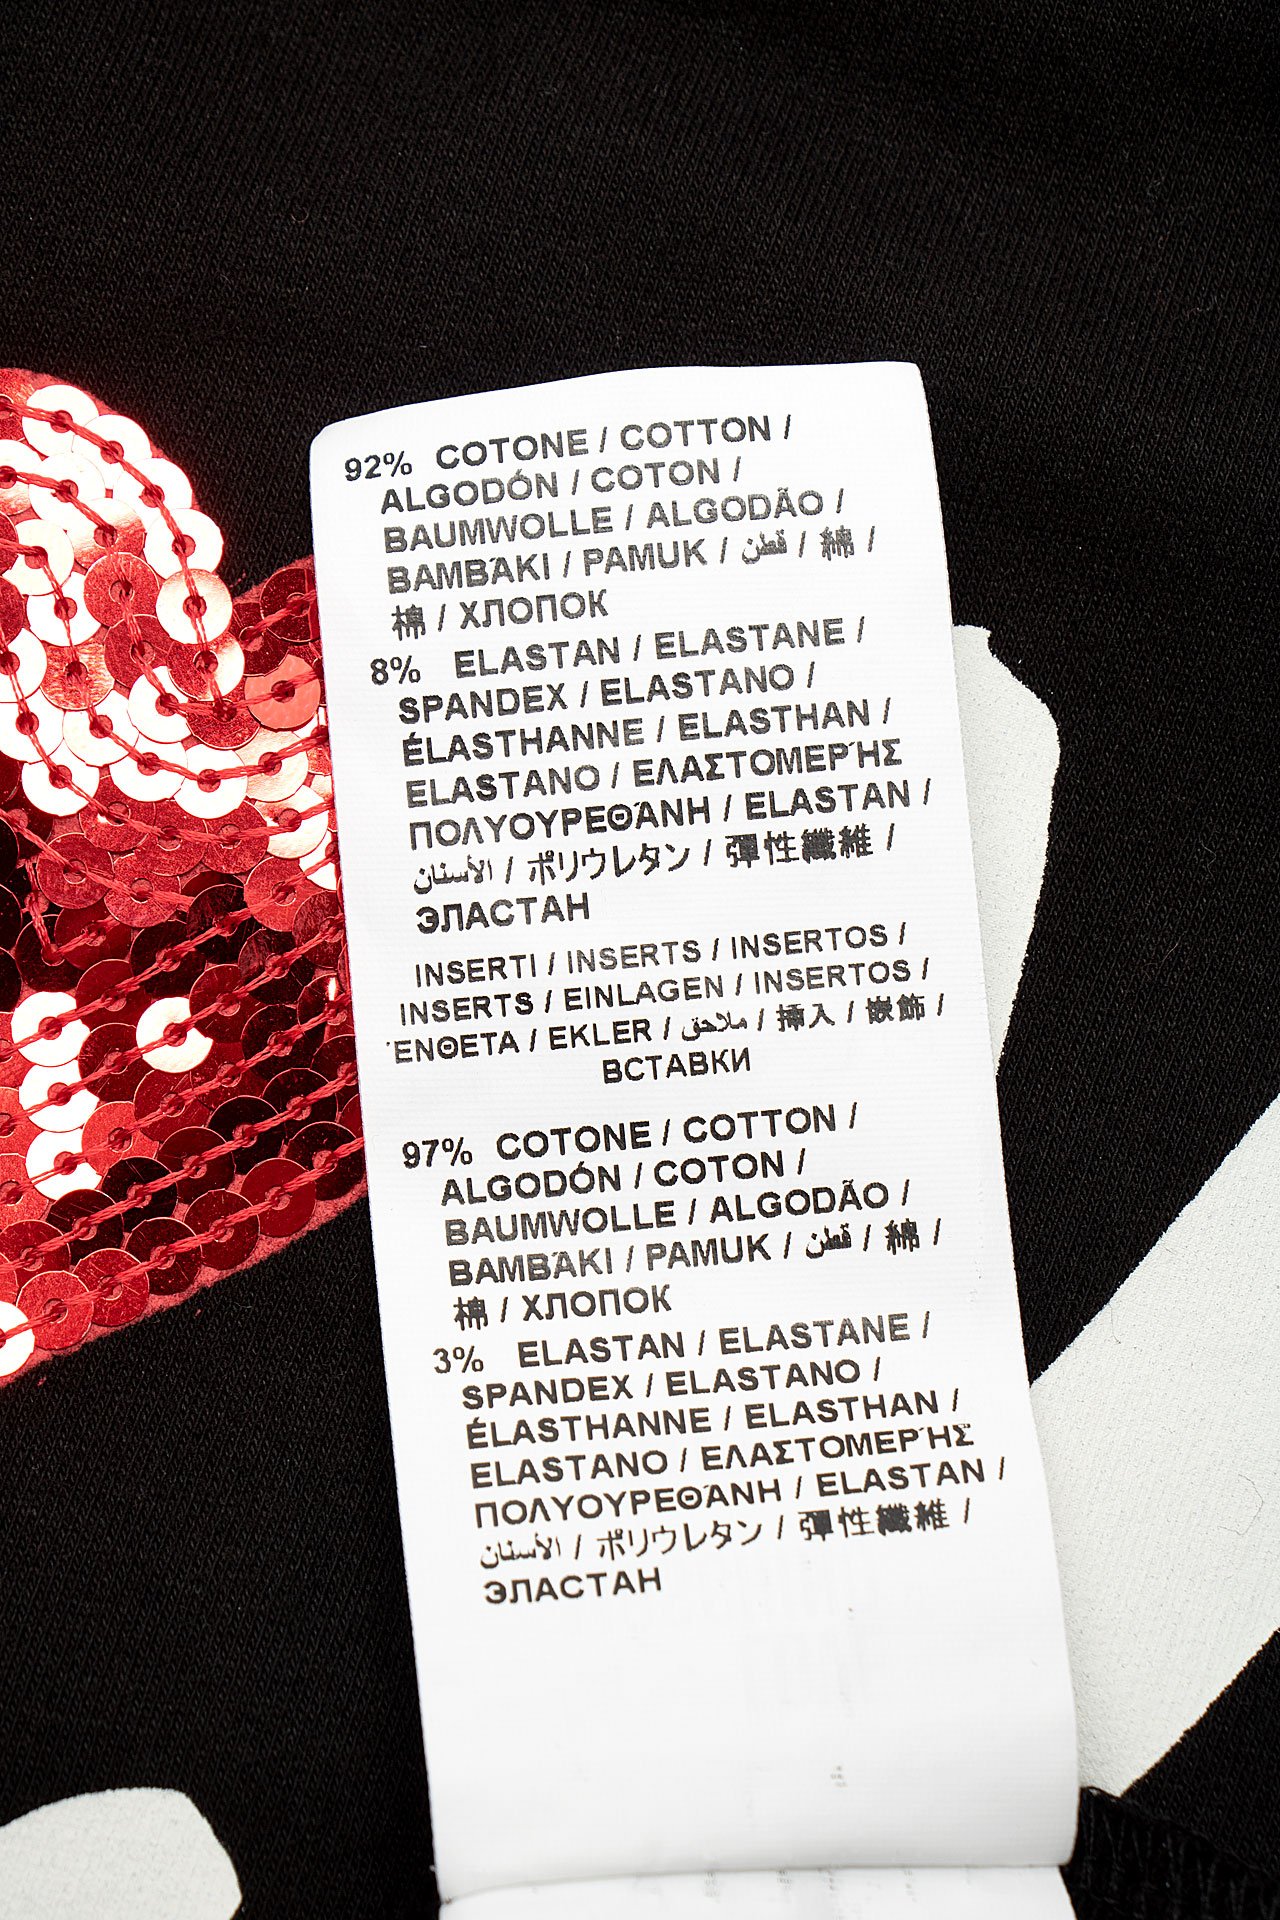 92% COTONE / COTTON /
ALGODÓN / COTON /
BAUMWOLLE / ALGODÃO /
BAMBΆKI / PAMUK / قطن / 綿 /
棉 / ХЛОПОК
8% ELASTAN / ELASTANE /
SPANDEX / ELASTANO /
ÉLASTHANNE / ELASTHAN /
ELASTANO / ΕΛΑΣΤΟΜΕΡΉΣ
ΠΟΛΥΟΥΡΕΘΆΝΗ / ELASTAN /
الأسنان / ポリウレタン / 彈性纖維 /
ЭЛАСТАН
INSERTI / INSERTS / INSERTOS /
INSERTS / EINLAGEN / INSERTOS /
ΈΝΘΕΤΑ / EKLER / ملاحق / 挿入 / 嵌飾 /
ВСТАВКИ
97% COTONE / COTTON /
ALGODÓN / COTON /
BAUMWOLLE / ALGODÃO /
BAMBΆKI / PAMUK / قطن / 綿 /
棉 / ХЛОПОК
3% ELASTAN / ELASTANE /
SPANDEX / ELASTANO /
ÉLASTHANNE / ELASTHAN /
ELASTANO / ΕΛΑΣΤΟΜΕΡΉΣ
ΠΟΛΥΟΥΡΕΘΆΝΗ / ELASTAN /
الأسنان / ポリウレタン / 彈性纖維 /
ЭЛАСТАН